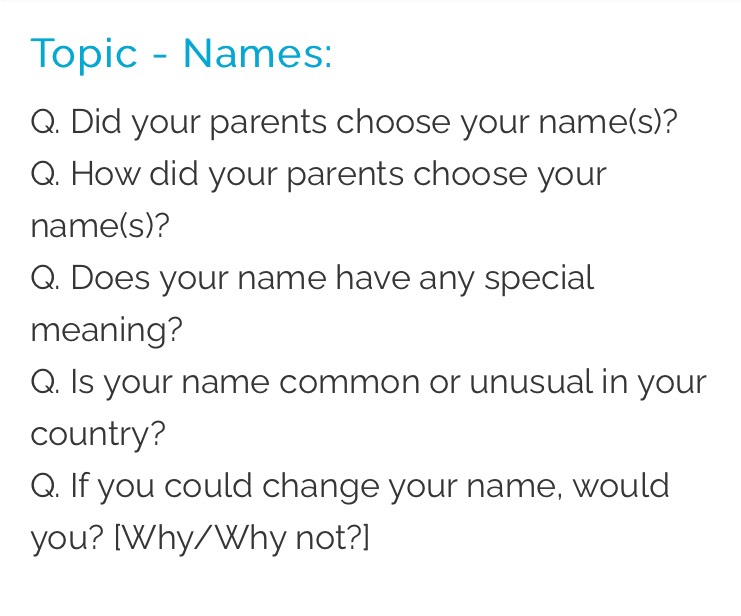 Topic - Names:
Q. Did your parents choose your name(s)?
Q. How did your parents choose your
name(s)?
Q. Does your name have any special
meaning?
Q. Is your name common or unusual in your
country?
Q. If you could change your name, would
you? [Why/Why not?]